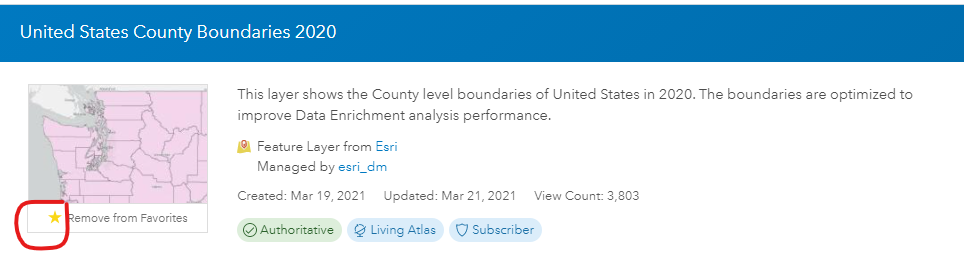 United States County Boundaries 2020
This layer shows the County level boundaries of United States in 2020. The boundaries are optimized to
improve Data Enrichment analysis performance.
Feature Layer from Esri
Managed by esri_dm
Created: Mar 19, 2021 Updated: Mar 21, 2021 View Count: 3,803
Remove from Favorites
Authoritative Living Atlas Subscriber